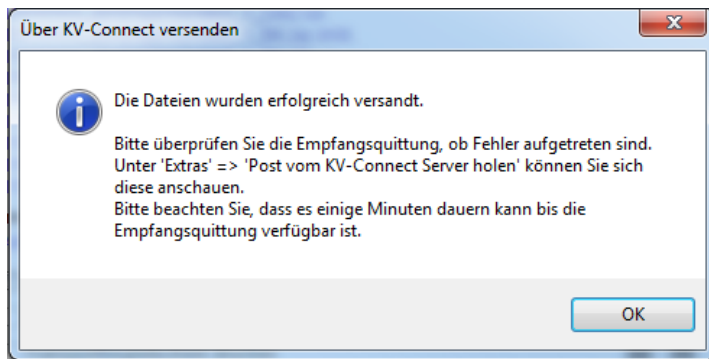 Über KV-Connect versenden
Die Dateien wurden erfolgreich versandt.
Bitte überprüfen Sie die Empfangsquittung, ob Fehler aufgetreten sind.
Unter 'Extras' => 'Post vom KV-Connect Server holen' können Sie sich
diese anschauen.
Bitte beachten Sie, dass es einige Minuten dauern kann bis die
Empfangsquittung verfügbar ist.
OK